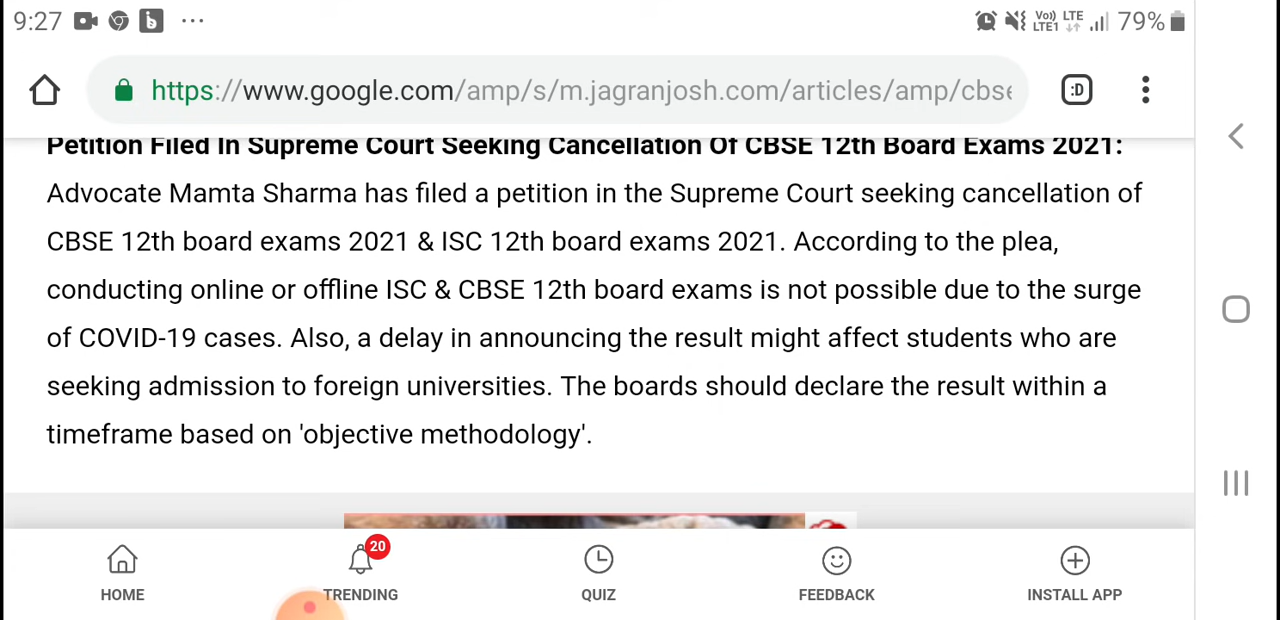 9:27 ... Vo) LTE 79%
LTE1
https://www.google.com/amp/s/m.jagranjosh.com/articles/amp/cbse :D
Petition Filed In Supreme Court Seeking Cancellation Of CBSE 12th Board Exams 2021:
Advocate Mamta Sharma has filed a petition in the Supreme Court seeking cancellation of
CBSE 12th board exams 2021 & ISC 12th board exams 2021. According to the plea,
conducting online or offline ISC & CBSE 12th board exams is not possible due to the surge
of COVID-19 cases. Also, a delay in announcing the result might affect students who are
seeking admission to foreign universities. The boards should declare the result within a
timeframe based on 'objective methodology'.
20
HOME TRENDING QUIZ FEEDBACK INSTALL APP